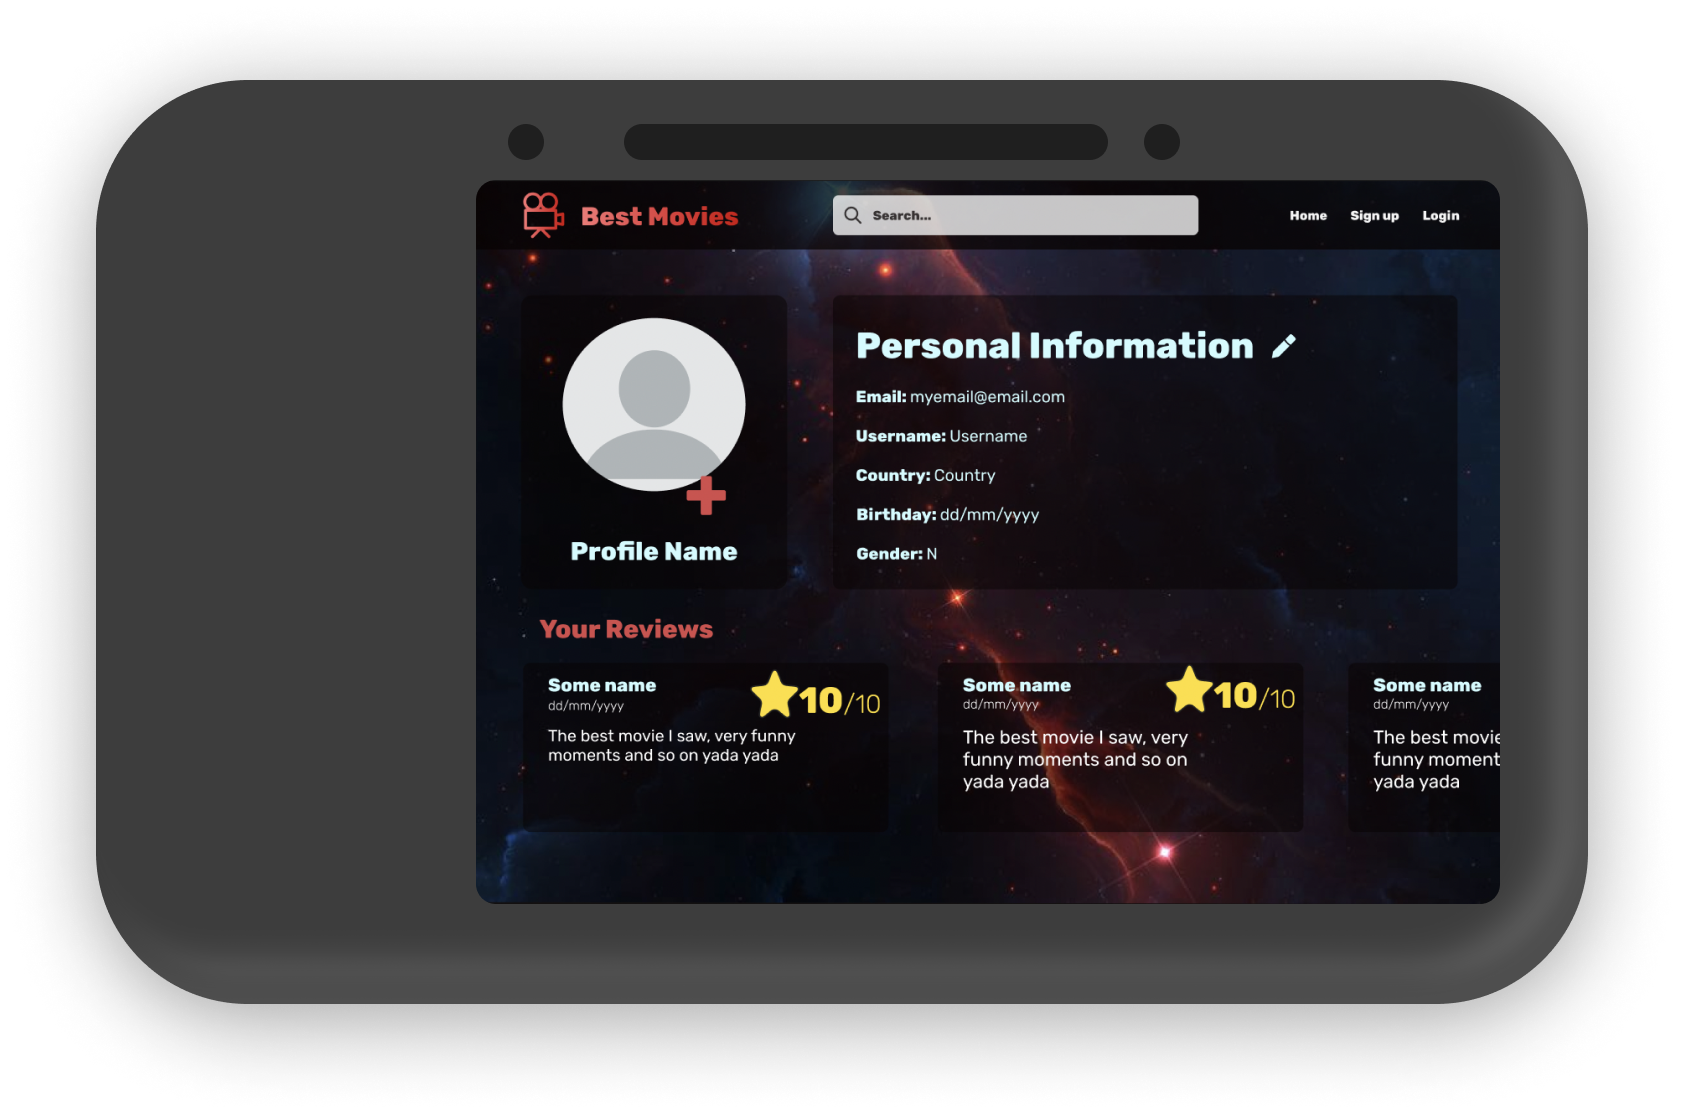 Best Movies
Search...
Home
Sign up
Login
Personal Information
Email: myemail@email.com
Username: Username
Country: Country
Birthday: dd/mm/yyyy
Gender: N
Profile Name
Your Reviews
Some name
dd/mm/yyyy
10/10
The best movie I saw, very funny
moments and so on yada yada
Some name
dd/mm/yyyy
10/10
The best movie I saw, very
funny moments and so on
yada yada
Some name
dd/mm/yyyy
The best movie
funny moment
yada yada